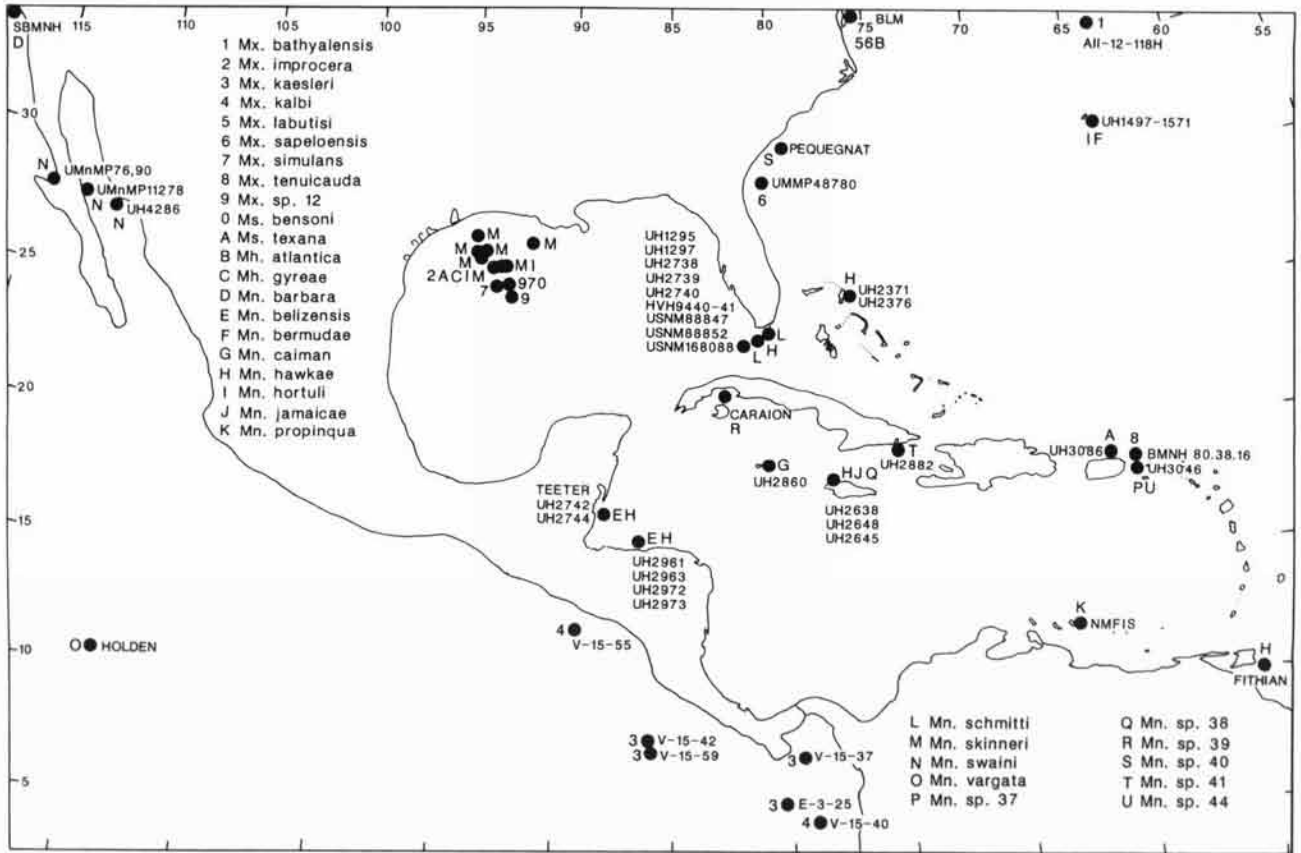 SBMNH
D
115
110
105
100
95
90
85
80
75
BLM
56B
70
65
60
1
AII-12-118H
55
30
25
20
15
10
5
1 Mx. bathyalensis
2 Mx. improcera
3 Mx. kaesleri
4 Mx. kalbi
5 Mx. labutisi
6 Mx. sapeloensis
7 Mx. simulans
8 Mx. tenuicauda
9 Mx. sp. 12
0 Ms. bensoni
A Ms. texana
B Mh. atlantica
C Mh. gyreae
D Mn. barbara
E Mn. belizensis
F Mn. bermudae
G Mn. caiman
H Mn. hawkae
I Mn. hortuli
J Mn. jamaicae
K Mn. propinqua
N
UMnMP76,90
UMnMP11278
N
UH4286
N
M
M
M
M
M
2ACIM
MI
7
970
9
UH1497-1571
IF
PEQUEGNAT
S
UMMP48780
6
UH1295
UH1297
UH2738
UH2739
UH2740
HVH9440-41
USNM88847
USNM88852
USNM168088
L
L
H
H
UH2371
UH2376
CARAION
R
T
UH2882
G
UH2860
HJQ
UH2638
UH2648
UH2645
A
UH3086
8
BMNH 80.38.16
UH3046
PU
TEETER
UH2742
UH2744
EH
EH
UH2961
UH2963
UH2972
UH2973
K
NMFIS
H
FITHIAN
O
HOLDEN
4
V-15-55
3 V-15-42
3 V-15-59
3 V-15-37
3 E-3-25
4 V-15-40
L Mn. schmitti
M Mn. skinneri
N Mn. swaini
O Mn. vargata
P Mn. sp. 37
Q Mn. sp. 38
R Mn. sp. 39
S Mn. sp. 40
T Mn. sp. 41
U Mn. sp. 44